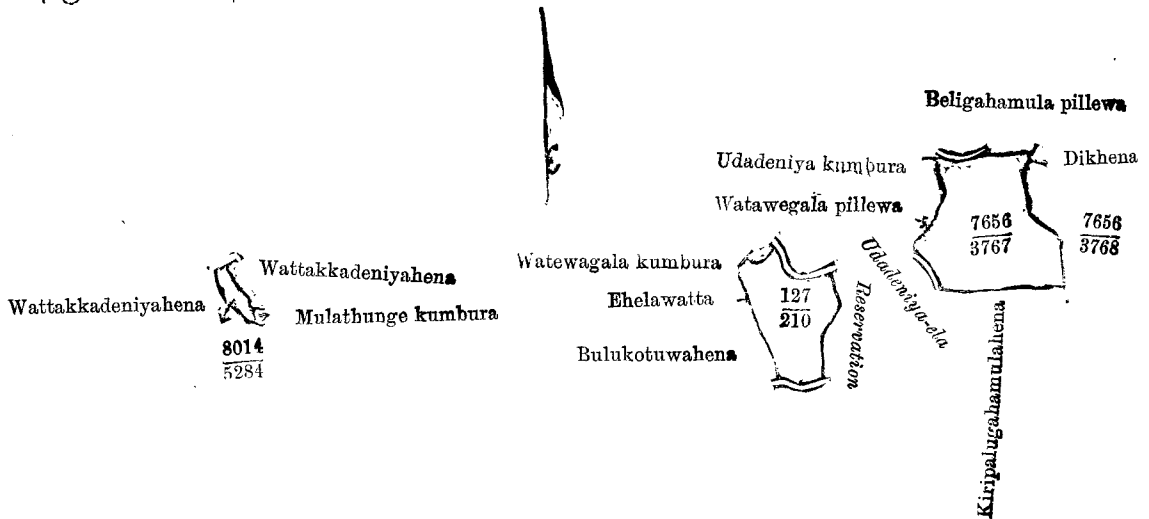 Beligahamula pillewa
Udadeniya kumbura
Dikhena
Watawegala pillewa
7656
3767
7656
3768
Udadeniya-ela
Kiripalugahamulahena
Watewagala kumbura
Ehelawatta
127
210
Reservation
Bulukotuwahena
Wattakkadeniyahena
Wattakkadeniyahena
Mulathunge kumbura
8014
5284